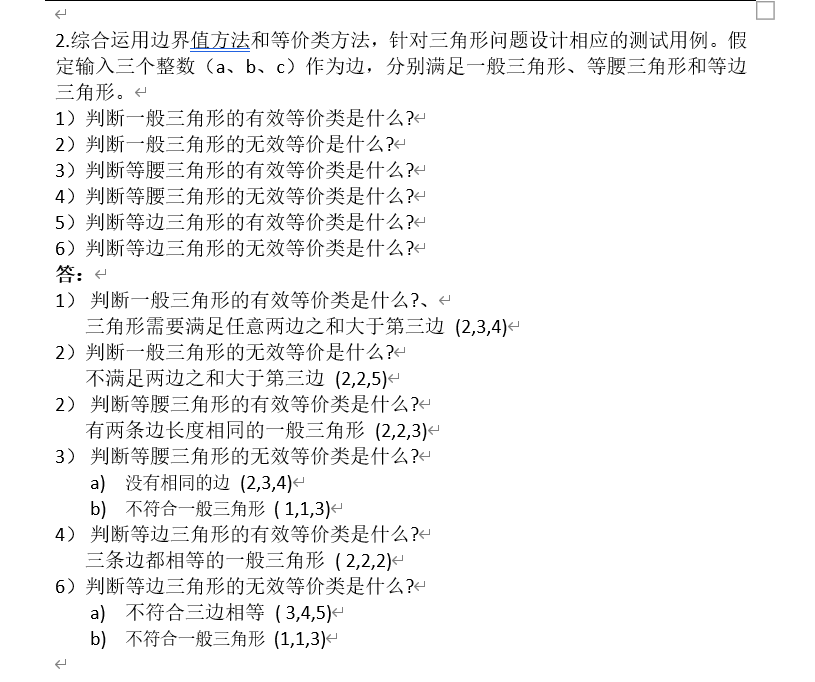 2.综合运用边界值方法和等价类方法，针对三角形问题设计相应的测试用例。假
定输入三个整数（a、b、c）作为边，分别满足一般三角形、等腰三角形和等边
三角形。
1）判断一般三角形的有效等价类是什么?
2）判断一般三角形的无效等价是什么?
3）判断等腰三角形的有效等价类是什么?
4）判断等腰三角形的无效等价类是什么?
5）判断等边三角形的有效等价类是什么?
6）判断等边三角形的无效等价类是什么?
答：
1） 判断一般三角形的有效等价类是什么?、
三角形需要满足任意两边之和大于第三边 (2,3,4)
2）判断一般三角形的无效等价是什么?
不满足两边之和大于第三边 (2,2,5)
2） 判断等腰三角形的有效等价类是什么?
有两条边长度相同的一般三角形 (2,2,3)
3） 判断等腰三角形的无效等价类是什么?
a) 没有相同的边 (2,3,4)
b) 不符合一般三角形 ( 1,1,3)
4） 判断等边三角形的有效等价类是什么?
三条边都相等的一般三角形 ( 2,2,2)
6）判断等边三角形的无效等价类是什么?
a) 不符合三边相等 ( 3,4,5)
b) 不符合一般三角形 (1,1,3)